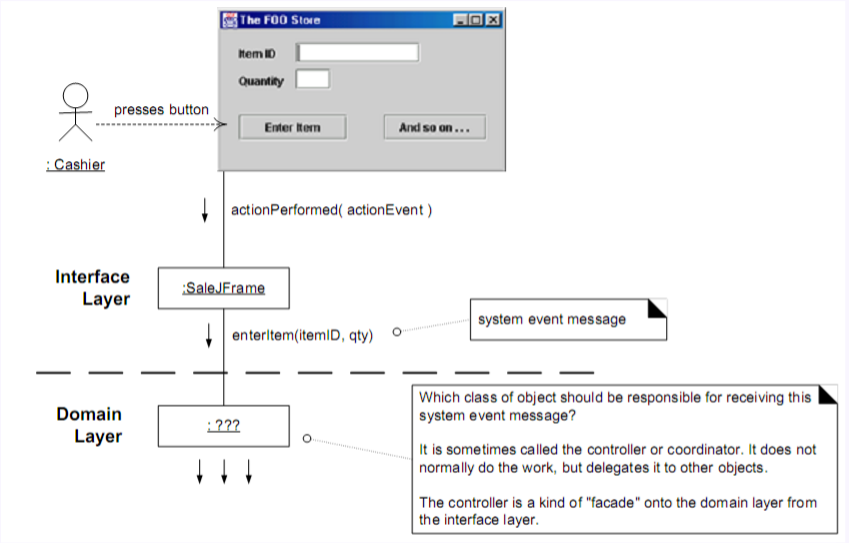 The FOO Store
Item ID
Quantity
Enter Item
And so on ...
presses button
: Cashier
actionPerformed( actionEvent )
Interface
Layer
:SaleJFrame
enterItem(itemID, qty)
system event message
Domain
Layer
: ???
Which class of object should be responsible for receiving this
system event message?
It is sometimes called the controller or coordinator. It does not
normally do the work, but delegates it to other objects.
The controller is a kind of "facade" onto the domain layer from
the interface layer.